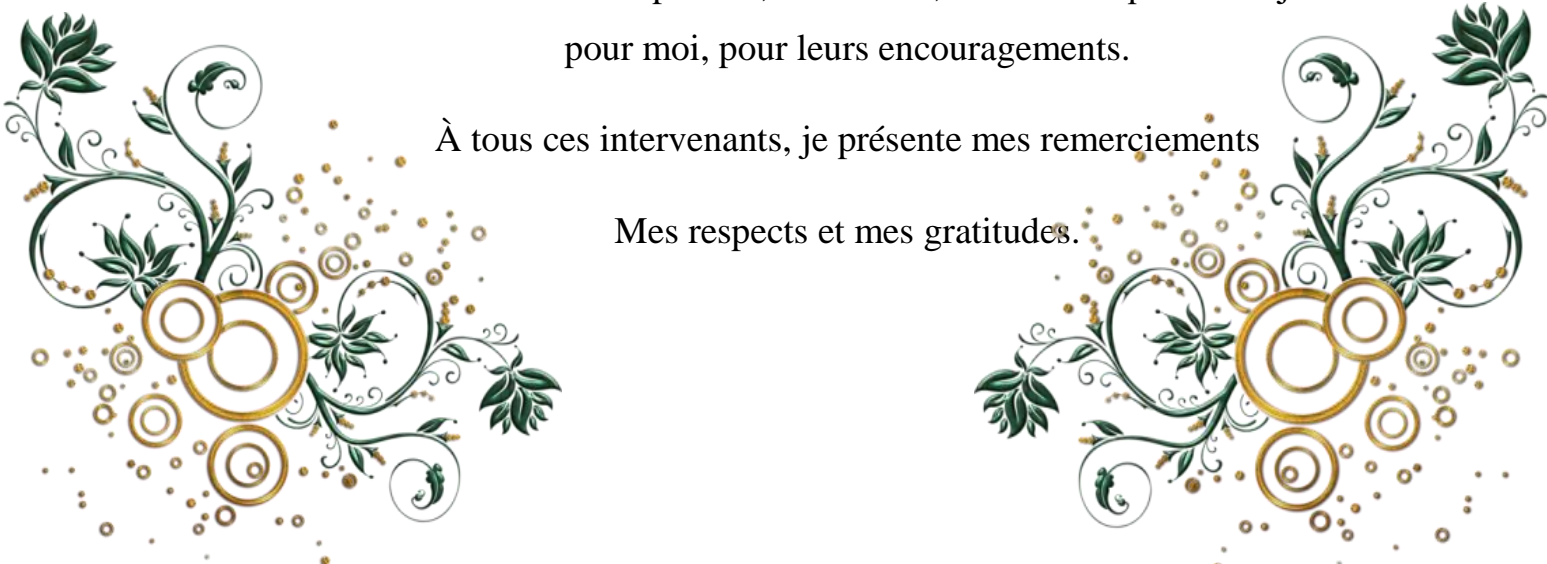 pour moi, pour leurs encouragements.
À tous ces intervenants, je présente mes remerciements
Mes respects et mes gratitudes.